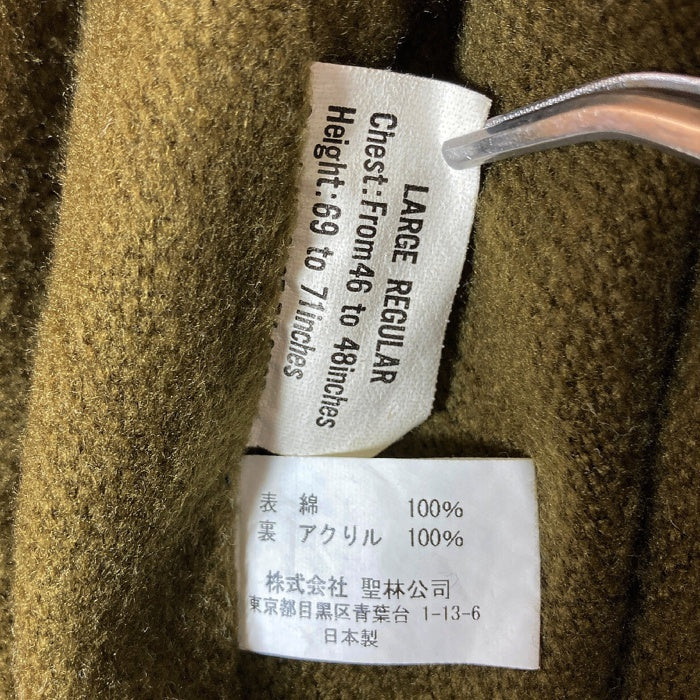 LARGE REGULAR
Chest:From 46 to 48inches
Height:69 to 71inches
表 綿 100%
裏 アクリル 100%
株式会社 聖林公司
東京都目黒区青葉台 1-13-6
日本製